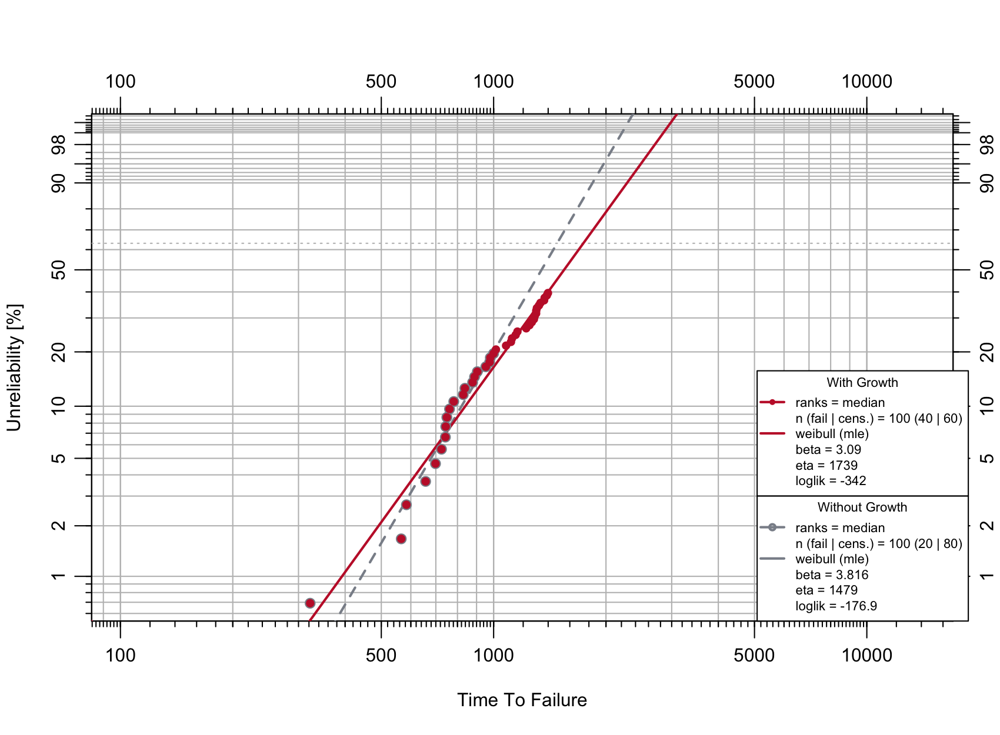 100 500 1000 5000 10000
98 98
90 90
50 50
20 20
10 10
5 5
2 2
1 1
Unreliability [%]
With Growth
ranks = median
n (fail | cens.) = 100 (40 | 60)
weibull (mle)
beta = 3.09
eta = 1739
loglik = -342
Without Growth
ranks = median
n (fail | cens.) = 100 (20 | 80)
weibull (mle)
beta = 3.816
eta = 1479
loglik = -176.9
100 500 1000 5000 10000
Time To Failure